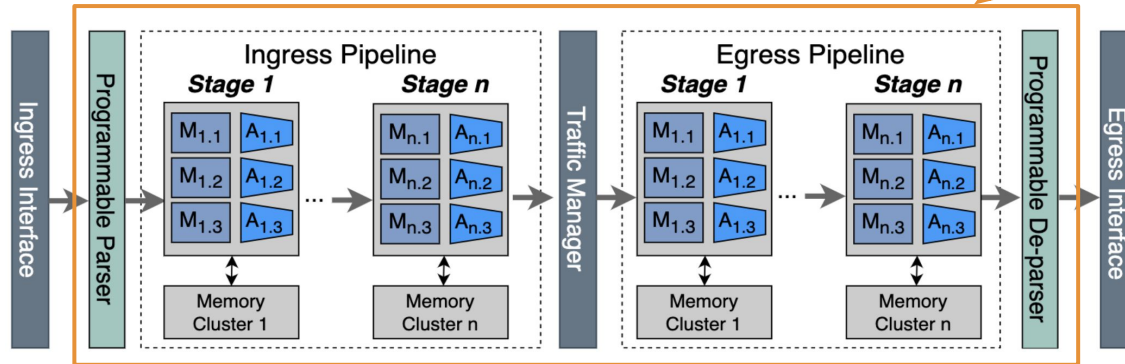 Ingress Interface
Programmable Parser
Ingress Pipeline
Stage 1
M1.1 A1.1
M1.2 A1.2
M1.3 A1.3
Memory
Cluster 1
...
Stage n
Mn.1 An.1
Mn.2 An.2
Mn.3 An.3
Memory
Cluster n
Traffic Manager
Egress Pipeline
Stage 1
M1.1 A1.1
M1.2 A1.2
M1.3 A1.3
Memory
Cluster 1
...
Stage n
Mn.1 An.1
Mn.2 An.2
Mn.3 An.3
Memory
Cluster n
Programmable De-parser
Egress Interface